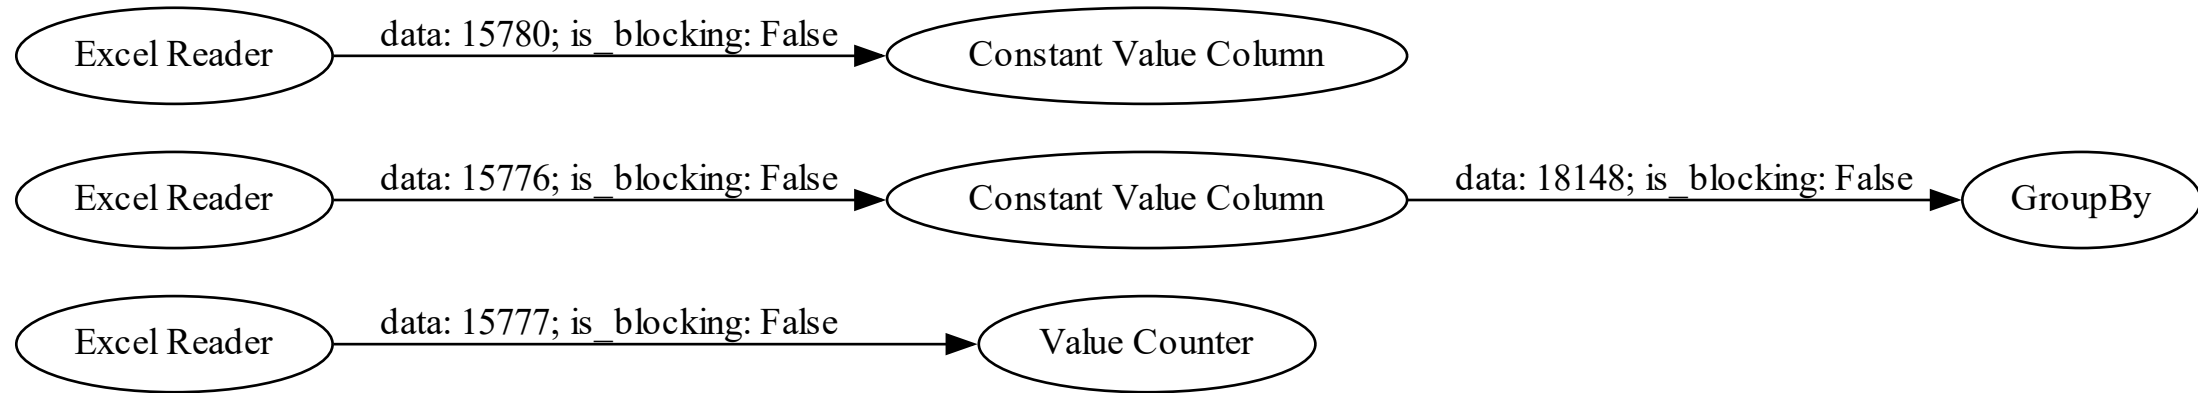 Excel Reader data: 15780; is_blocking: False Constant Value Column
Excel Reader data: 15776; is_blocking: False Constant Value Column data: 18148; is_blocking: False GroupBy
Excel Reader data: 15777; is_blocking: False Value Counter